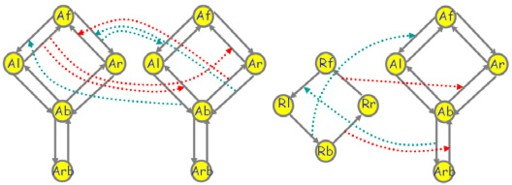 Af Af Af
Al Ar Al Ar Rf Al Ar
Rl Rr
Ab Ab Ab
Rb
Arb Arb Arb